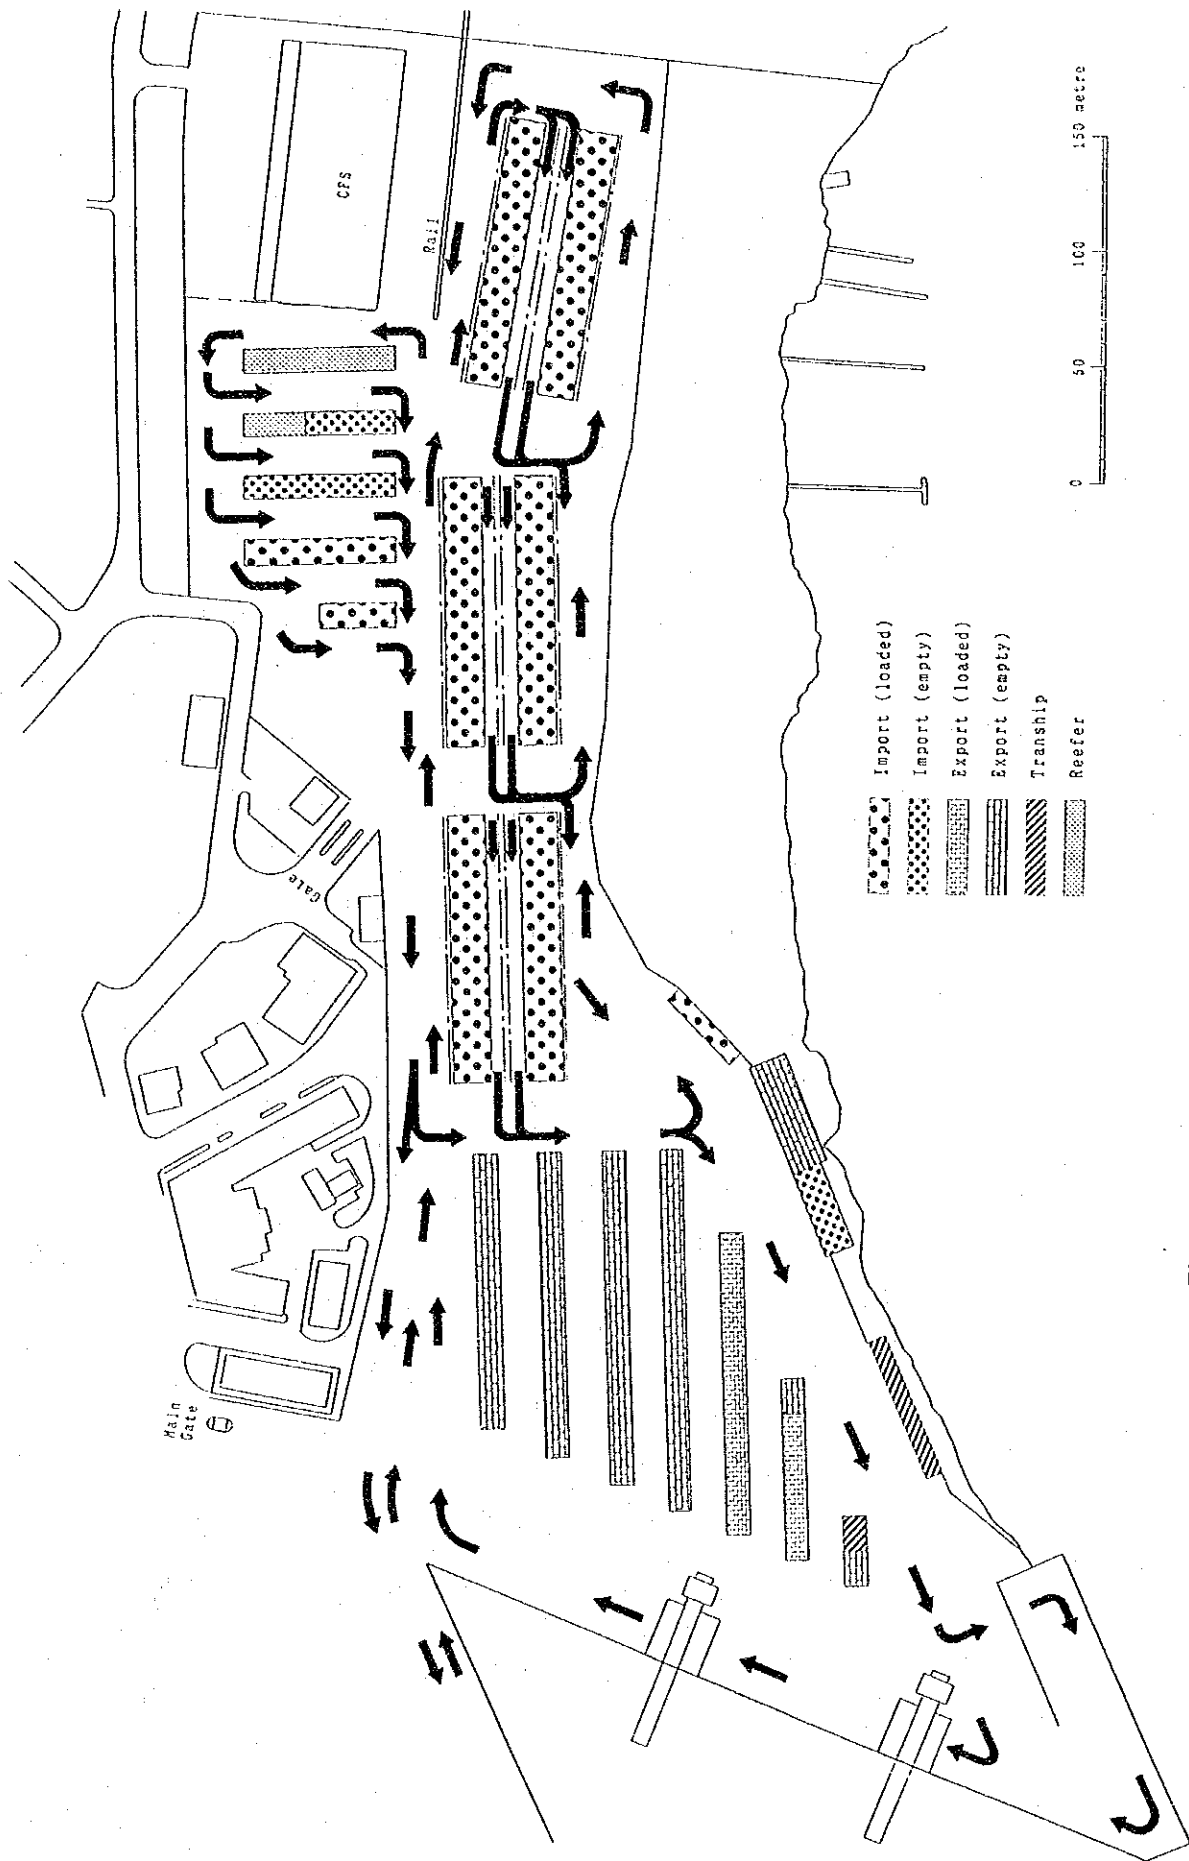 CFS
Rail
Gate
Main
Gate
0 50 100 150 metre
Import (loaded)
Import (empty)
Export (loaded)
Export (empty)
Tranship
Reefer